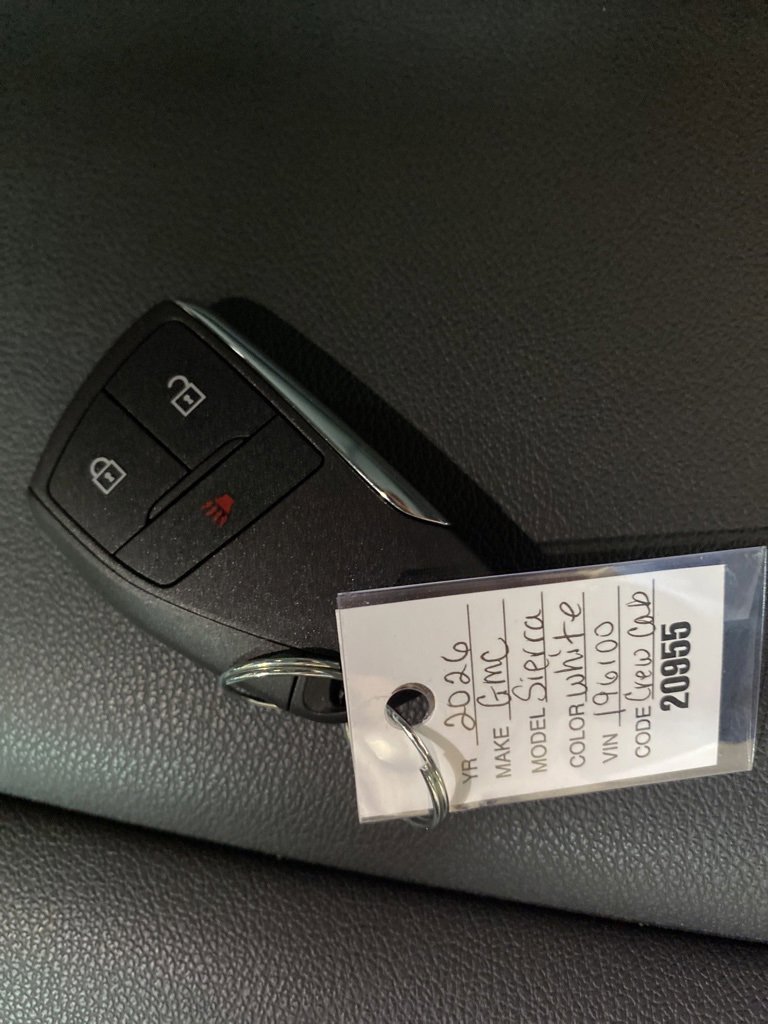 YR 2026
MAKE GMC
MODEL Sierra
COLOR White
VIN 196100
CODE Crew Cab
20955